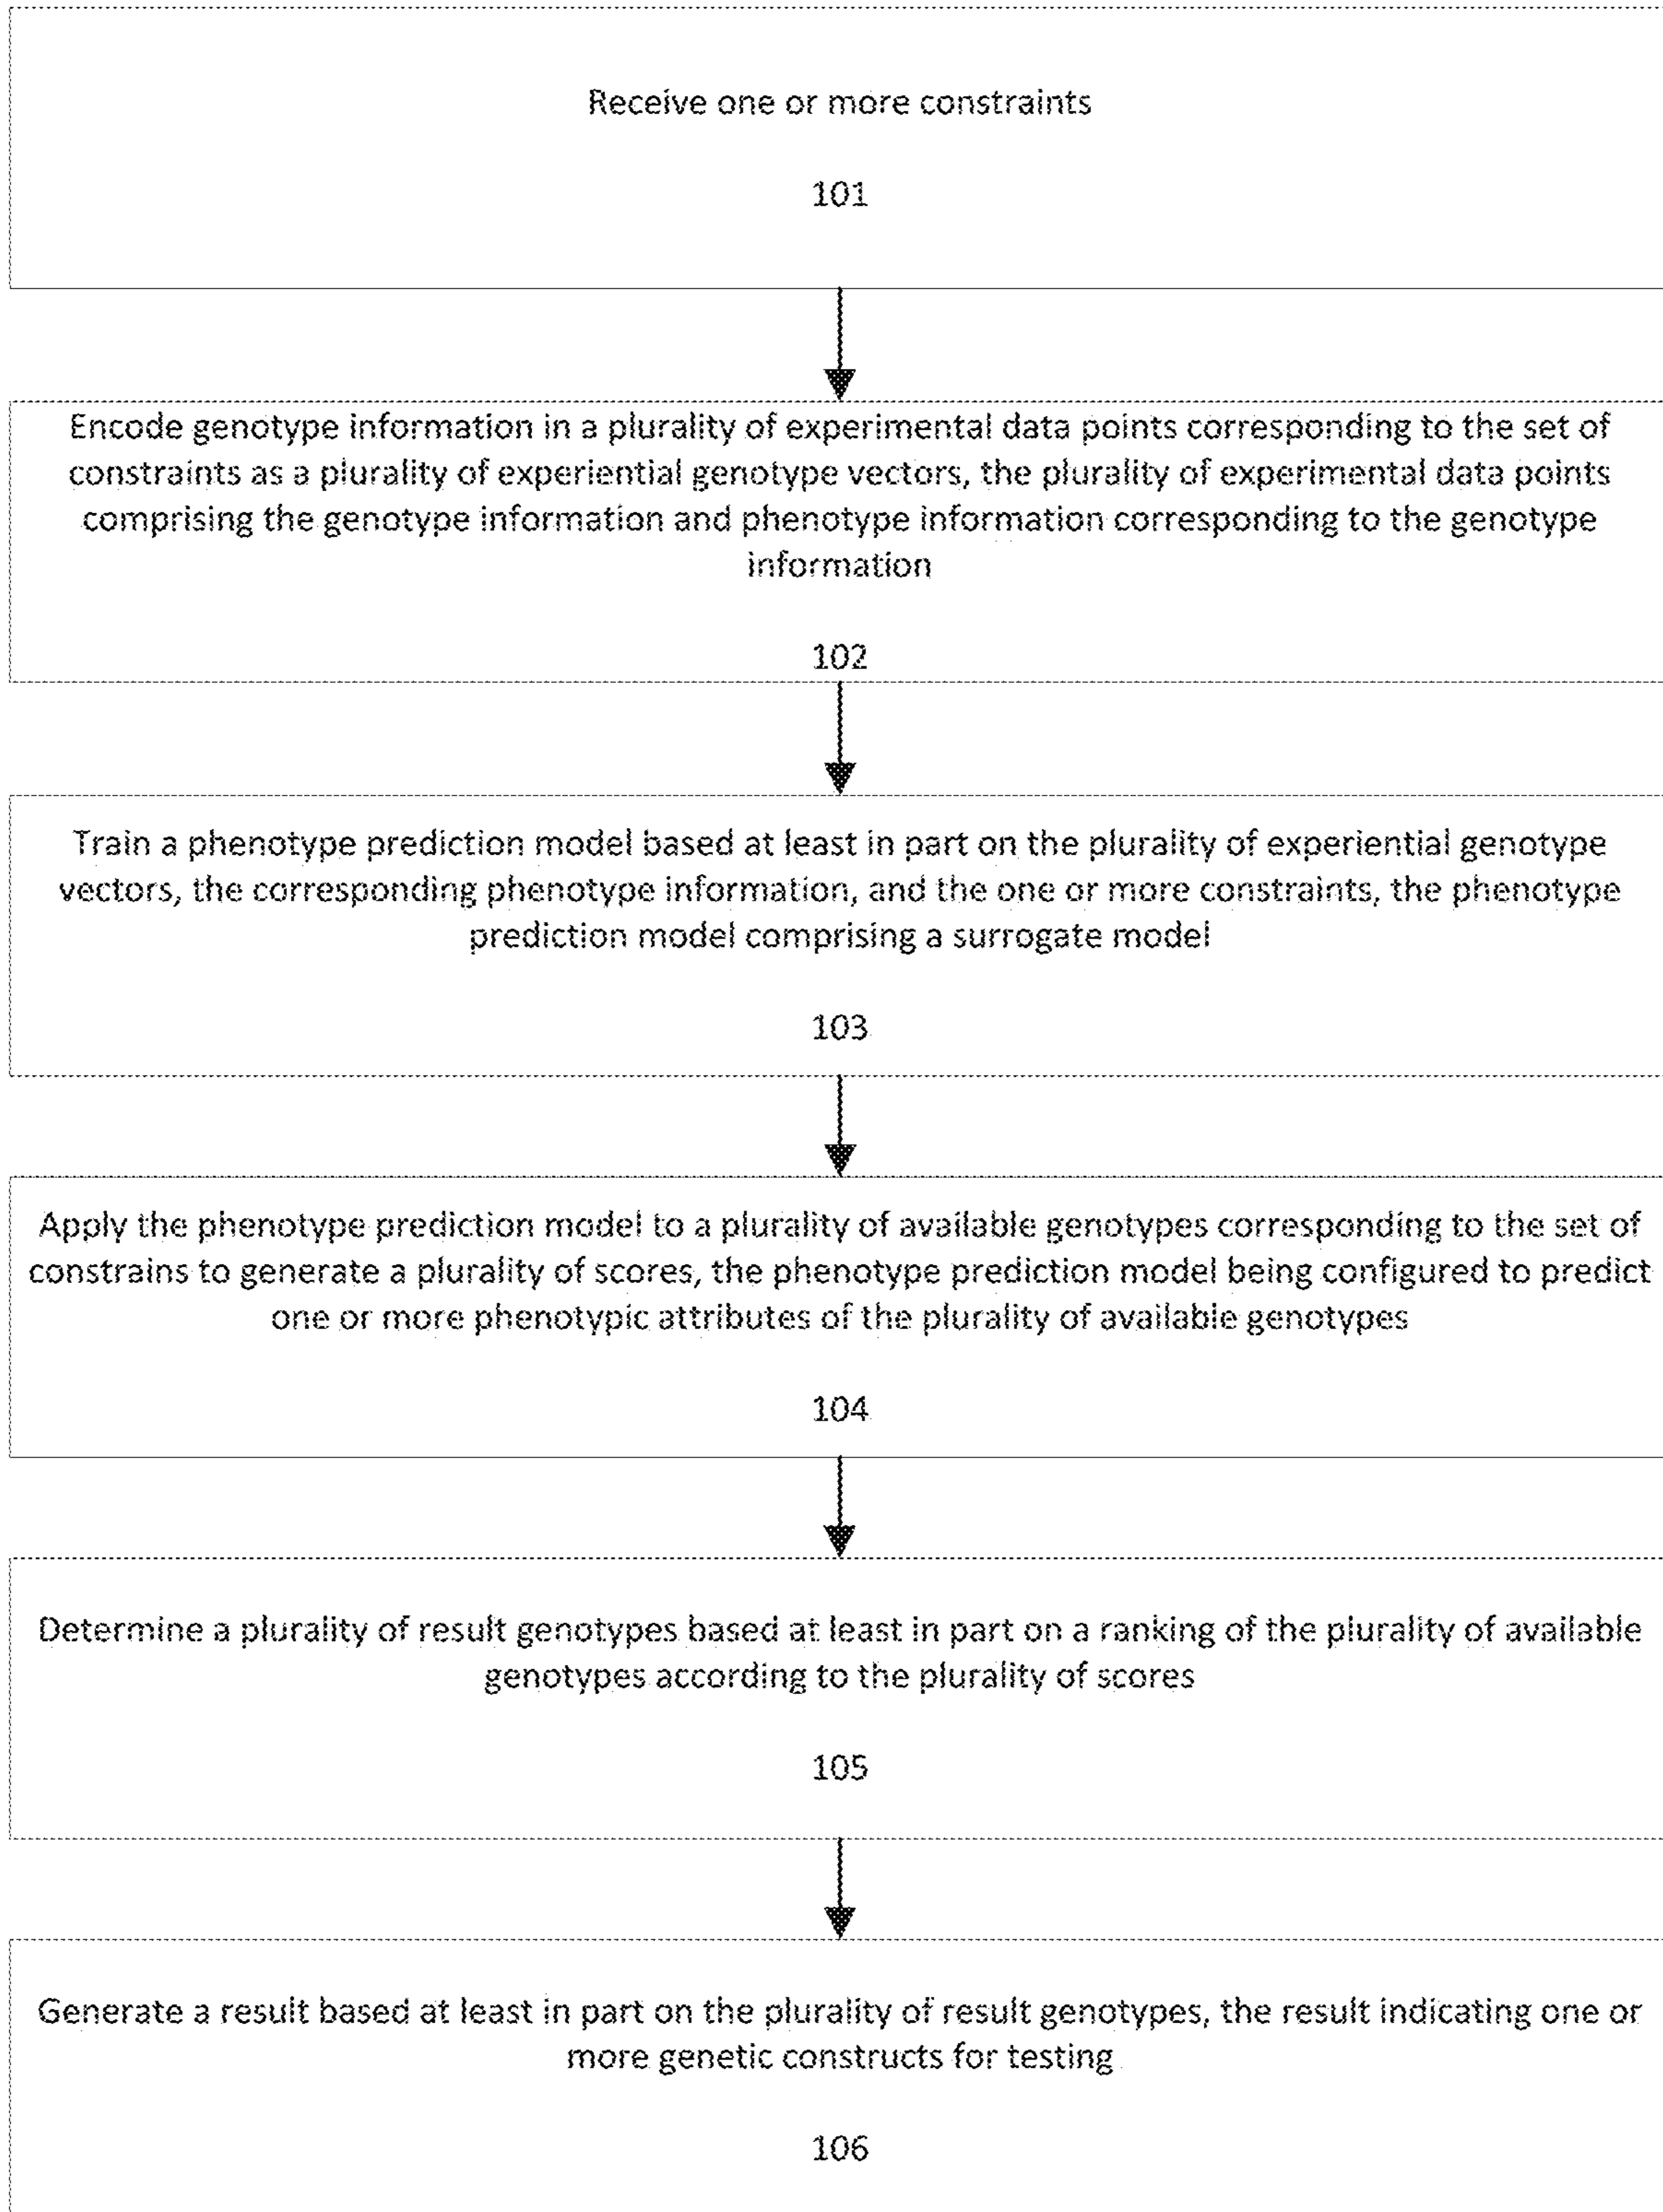 Receive one or more constraints
101
Encode genotype information in a plurality of experimental data points corresponding to the set of
constraints as a plurality of experiential genotype vectors, the plurality of experimental data points
comprising the genotype information and phenotype information corresponding to the genotype
information
102
Train a phenotype prediction model based at least in part on the plurality of experiential genotype
vectors, the corresponding phenotype information, and the one or more constraints, the phenotype
prediction model comprising a surrogate model
103
Apply the phenotype prediction model to a plurality of available genotypes corresponding to the set of
constrains to generate a plurality of scores, the phenotype prediction model being configured to predict
one or more phenotypic attributes of the plurality of available genotypes
104
Determine a plurality of result genotypes based at least in part on a ranking of the plurality of available
genotypes according to the plurality of scores
105
Generate a result based at least in part on the plurality of result genotypes, the result indicating one or
more genetic constructs for testing
106